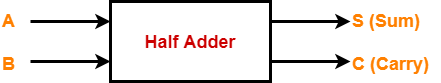 A
S (Sum)
Half Adder
B
C (Carry)